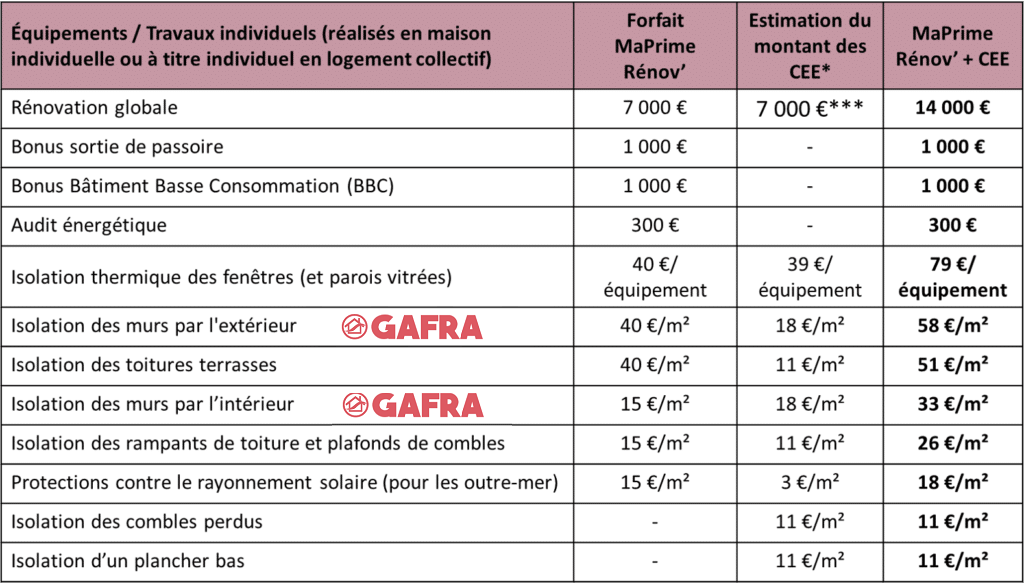 Équipements / Travaux individuels (réalisés en maison
individuelle ou à titre individuel en logement collectif)
Forfait
MaPrime
Rénov’
Estimation du
montant des
CEE*
MaPrime
Rénov’ + CEE
Rénovation globale 7 000 € 7 000 €*** 14 000 €
Bonus sortie de passoire 1 000 € - 1 000 €
Bonus Bâtiment Basse Consommation (BBC) 1 000 € - 1 000 €
Audit énergétique 300 € - 300 €
Isolation thermique des fenêtres (et parois vitrées)
40 €/
équipement
39 €/
équipement
79 €/
équipement
Isolation des murs par l'extérieur GAFRA 40 €/m² 18 €/m² 58 €/m²
Isolation des toitures terrasses 40 €/m² 11 €/m² 51 €/m²
Isolation des murs par l’intérieur GAFRA 15 €/m² 18 €/m² 33 €/m²
Isolation des rampants de toiture et plafonds de combles 15 €/m² 11 €/m² 26 €/m²
Protections contre le rayonnement solaire (pour les outre-mer) 15 €/m² 3 €/m² 18 €/m²
Isolation des combles perdus - 11 €/m² 11 €/m²
Isolation d’un plancher bas - 11 €/m² 11 €/m²